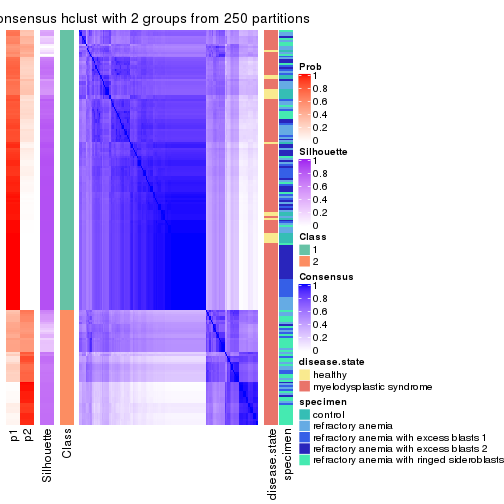 onsensus hclust with 2 groups from 250 partitions
Prob
1
0.8
0.6
0.4
0.2
0
Silhouette
1
0.8
0.6
0.4
0.2
0
Class
1
2
Consensus
1
0.8
0.6
0.4
0.2
0
disease.state
healthy
myelodysplastic syndrome
specimen
control
refractory anemia
refractory anemia with excess blasts 1
refractory anemia with excess blasts 2
refractory anemia with ringed sideroblasts
p1
p2
Silhouette
Class
disease.state
specimen